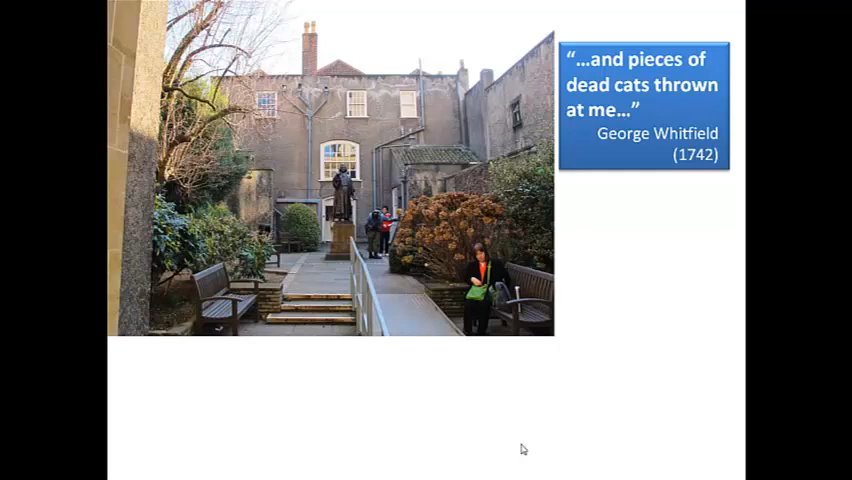 “…and pieces of
dead cats thrown
at me…”
George Whitfield
(1742)